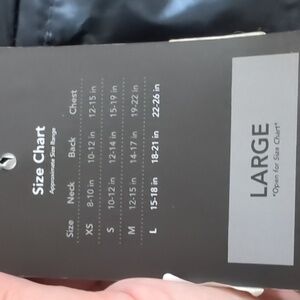 Size Chart
Approximate Size Range
Size Neck Back Chest
XS 8-10 in 10-12 in 12-15 in
S 10-12 in 12-14 in 15-19 in
M 12-15 in 14-17 in 19-22 in
L 15-18 in 18-21 in 22-26 in
LARGE
*Open for Size Chart*